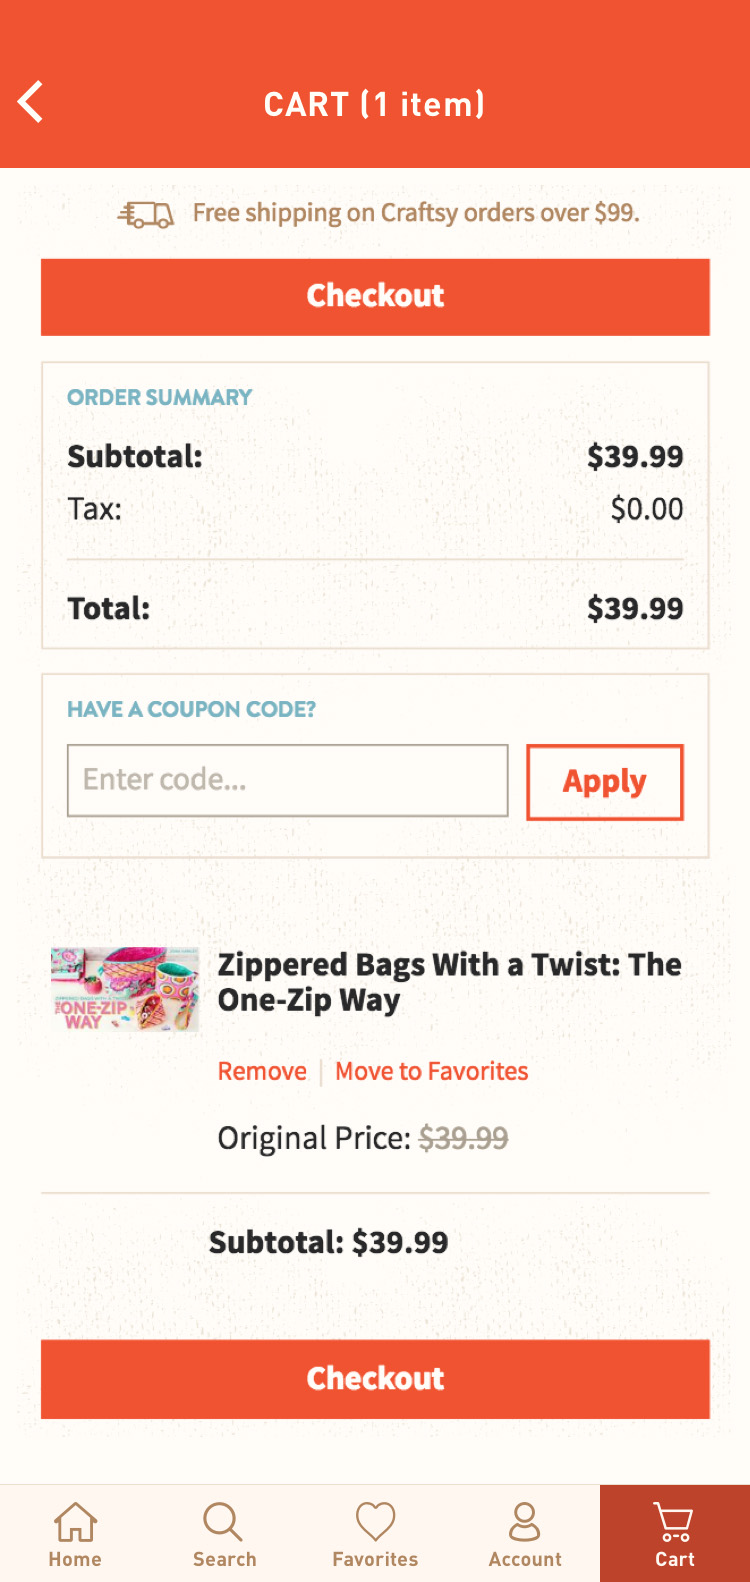 CART (1 item)
Free shipping on Craftsy orders over $99.
Checkout
ORDER SUMMARY
Subtotal: $39.99
Tax: $0.00
Total: $39.99
HAVE A COUPON CODE?
Enter code... Apply
Zippered Bags With a Twist: The
One-Zip Way
THE ONE-ZIP
WAY
Remove | Move to Favorites
Original Price: $39.99
Subtotal: $39.99
Checkout
Home Search Favorites Account Cart